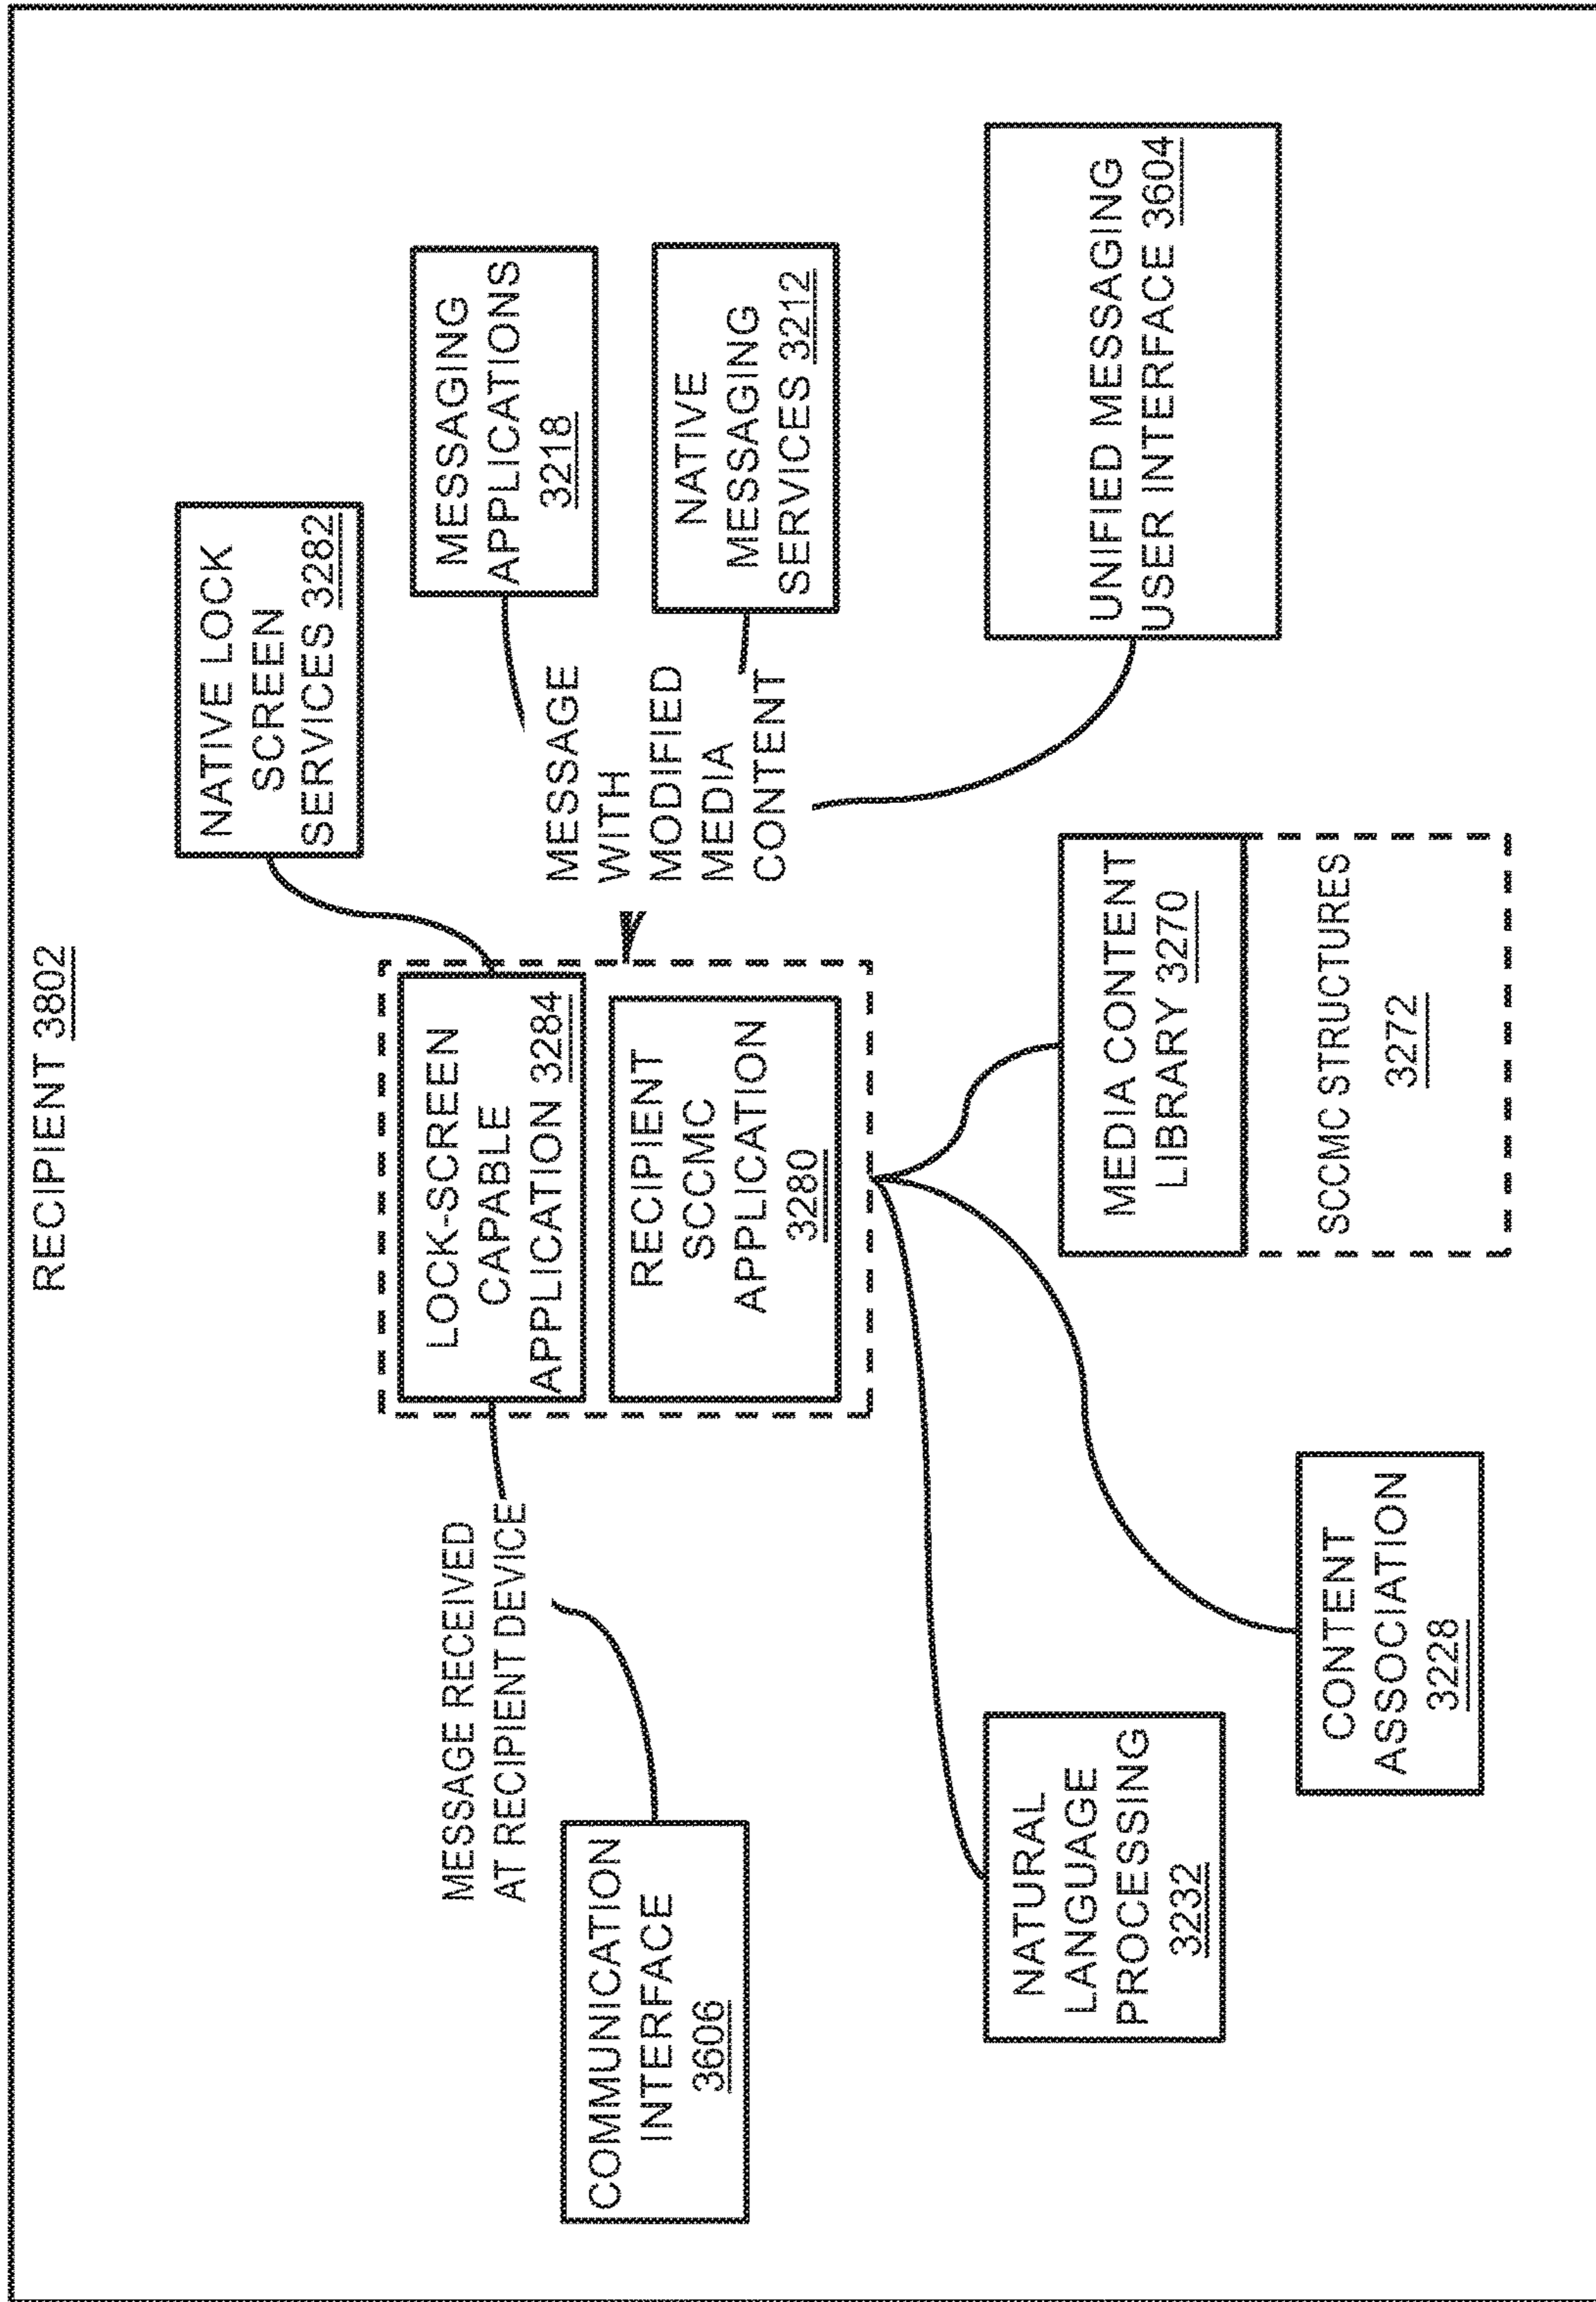 RECIPIENT 3802
NATIVE LOCK
SCREEN
SERVICES 3282
LOCK-SCREEN
CAPABLE
APPLICATION 3284
RECIPIENT
SCCMC
APPLICATION
3280
MESSAGE RECEIVED
AT RECIPIENT DEVICE
COMMUNICATION
INTERFACE
3606
MESSAGE
WITH
MODIFIED
MEDIA
CONTENT
MESSAGING
APPLICATIONS
3218
NATIVE
MESSAGING
SERVICES 3212
UNIFIED MESSAGING
USER INTERFACE 3604
NATURAL
LANGUAGE
PROCESSING
3232
CONTENT
ASSOCIATION
3228
MEDIA CONTENT
LIBRARY 3270
SCCMC STRUCTURES
3272